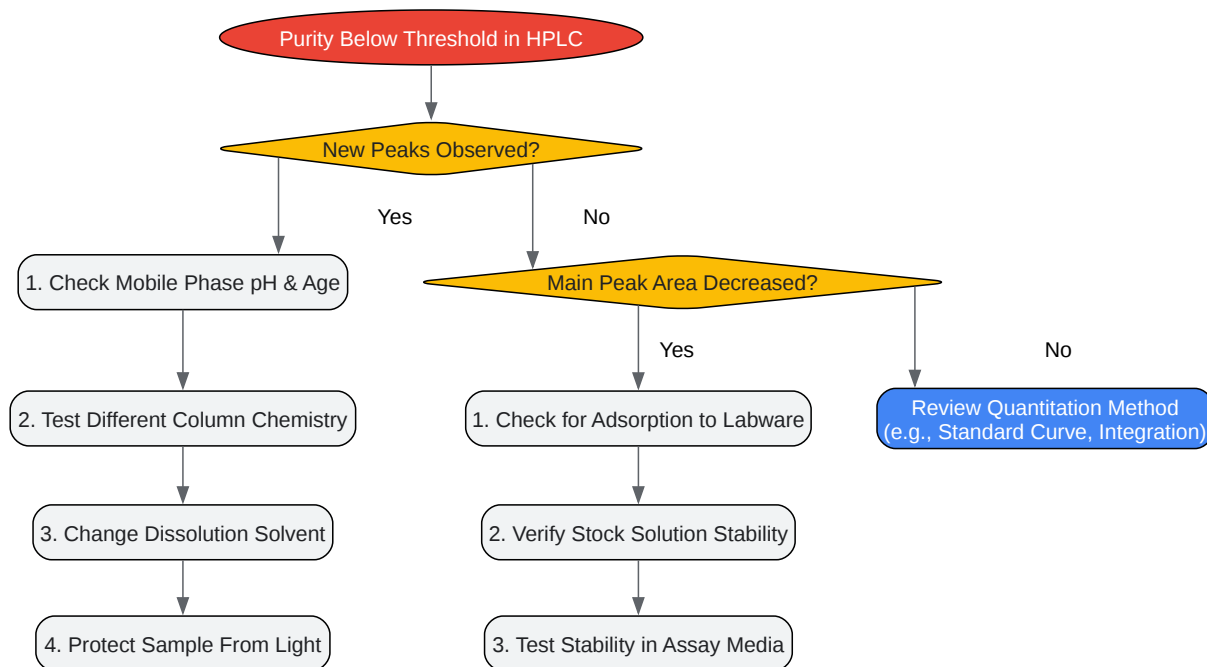 Purity Below Threshold in HPLC
New Peaks Observed?
Yes
No
1. Check Mobile Phase pH & Age
Main Peak Area Decreased?
Yes
No
2. Test Different Column Chemistry
1. Check for Adsorption to Labware
Review Quantitation Method
(e.g., Standard Curve, Integration)
3. Change Dissolution Solvent
2. Verify Stock Solution Stability
4. Protect Sample From Light
3. Test Stability in Assay Media